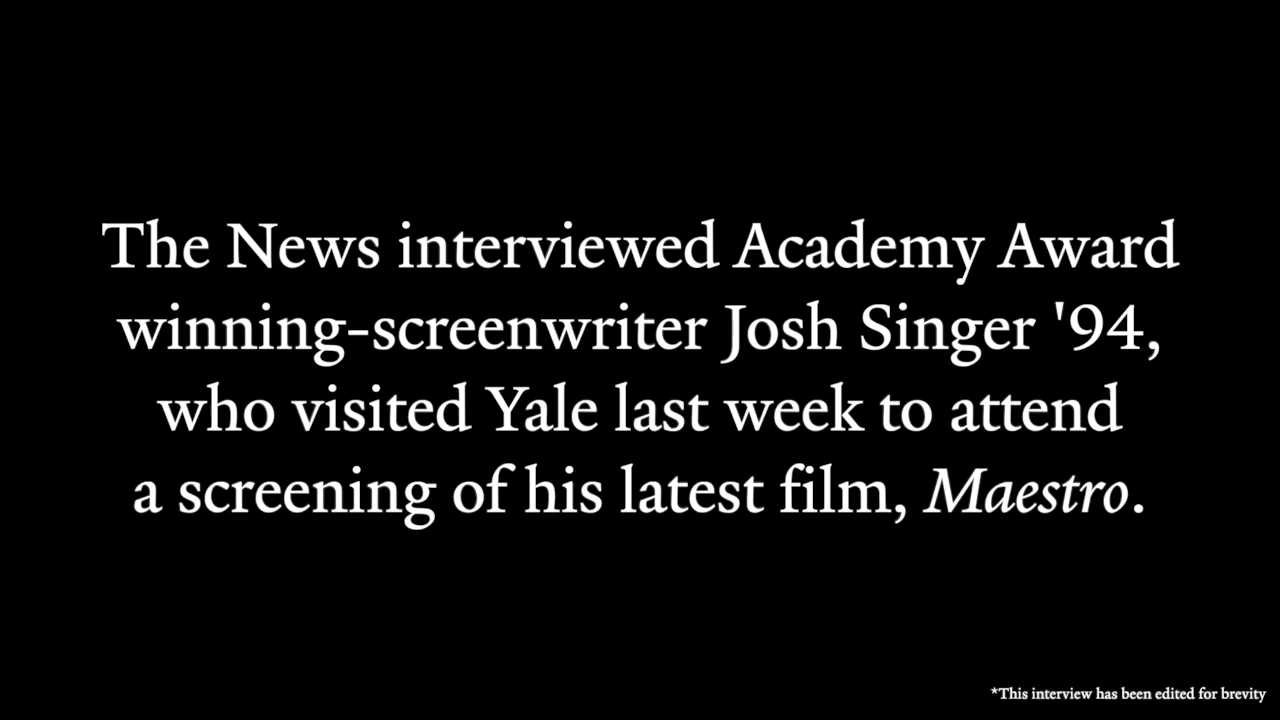 The News interviewed Academy Award
winning-screenwriter Josh Singer '94,
who visited Yale last week to attend
a screening of his latest film, Maestro.
*This interview has been edited for brevity